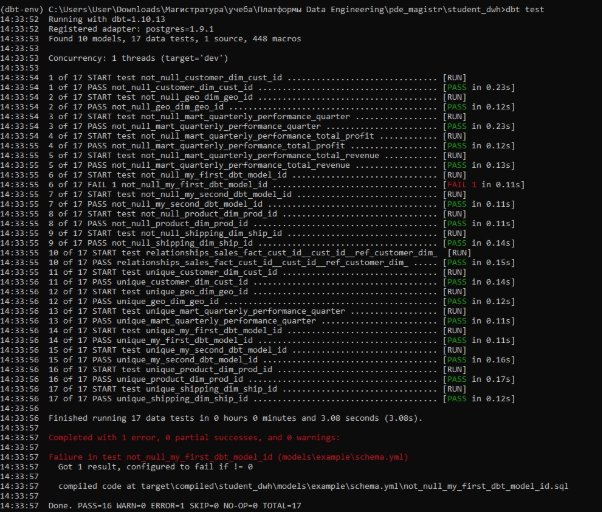 (dbt-env) C:\Users\User\Downloads\Магистратура\учеба\Платформы Data Engineering\pde_magistr\student_dwh>dbt test
14:33:52  Running with dbt=1.10.13
14:33:52  Registered adapter: postgres=1.9.1
14:33:53  Found 10 models, 17 data tests, 1 source, 448 macros
14:33:53
14:33:53  Concurrency: 1 threads (target='dev')
14:33:53
14:33:54  1 of 17 START test not_null_customer_dim_cust_id ............................. [RUN]
14:33:54  1 of 17 PASS not_null_customer_dim_cust_id ................................... [PASS in 0.23s]
14:33:54  2 of 17 START test not_null_geo_dim_geo_id ................................... [RUN]
14:33:54  2 of 17 PASS not_null_geo_dim_geo_id ......................................... [PASS in 0.12s]
14:33:54  3 of 17 START test not_null_mart_quarterly_performance_quarter ............... [RUN]
14:33:54  3 of 17 PASS not_null_mart_quarterly_performance_quarter ..................... [PASS in 0.23s]
14:33:54  4 of 17 START test not_null_mart_quarterly_performance_total_profit .......... [RUN]
14:33:55  4 of 17 PASS not_null_mart_quarterly_performance_total_profit ................ [PASS in 0.12s]
14:33:55  5 of 17 START test not_null_mart_quarterly_performance_total_revenue ......... [RUN]
14:33:55  5 of 17 PASS not_null_mart_quarterly_performance_total_revenue ............... [PASS in 0.13s]
14:33:55  6 of 17 START test not_null_my_first_dbt_model_id ............................ [RUN]
14:33:55  6 of 17 FAIL 1 not_null_my_first_dbt_model_id ................................ [FAIL 1 in 0.11s]
14:33:55  7 of 17 START test not_null_my_second_dbt_model_id ........................... [RUN]
14:33:55  7 of 17 PASS not_null_my_second_dbt_model_id ................................. [PASS in 0.11s]
14:33:55  8 of 17 START test not_null_product_dim_prod_id .............................. [RUN]
14:33:55  8 of 17 PASS not_null_product_dim_prod_id .................................... [PASS in 0.11s]
14:33:55  9 of 17 START test not_null_shipping_dim_ship_id ............................. [RUN]
14:33:55  9 of 17 PASS not_null_shipping_dim_ship_id ................................... [PASS in 0.14s]
14:33:55  10 of 17 START test relationships_sales_fact_cust_id__cust_id__ref_customer_dim_  [RUN]
14:33:56  10 of 17 PASS relationships_sales_fact_cust_id__cust_id__ref_customer_dim_ ..... [PASS in 0.15s]
14:33:56  11 of 17 START test unique_customer_dim_cust_id .............................. [RUN]
14:33:56  11 of 17 PASS unique_customer_dim_cust_id .................................... [PASS in 0.14s]
14:33:56  12 of 17 START test unique_geo_dim_geo_id .................................... [RUN]
14:33:56  12 of 17 PASS unique_geo_dim_geo_id .......................................... [PASS in 0.12s]
14:33:56  13 of 17 START test unique_mart_quarterly_performance_quarter ................ [RUN]
14:33:56  13 of 17 PASS unique_mart_quarterly_performance_quarter ...................... [PASS in 0.11s]
14:33:56  14 of 17 START test unique_my_first_dbt_model_id ............................. [RUN]
14:33:56  14 of 17 PASS unique_my_first_dbt_model_id ................................... [PASS in 0.11s]
14:33:56  15 of 17 START test unique_my_second_dbt_model_id ............................ [RUN]
14:33:56  15 of 17 PASS unique_my_second_dbt_model_id .................................. [PASS in 0.16s]
14:33:56  16 of 17 START test unique_product_dim_prod_id ............................... [RUN]
14:33:56  16 of 17 PASS unique_product_dim_prod_id ..................................... [PASS in 0.17s]
14:33:56  17 of 17 START test unique_shipping_dim_ship_id .............................. [RUN]
14:33:56  17 of 17 PASS unique_shipping_dim_ship_id .................................... [PASS in 0.12s]
14:33:56
14:33:56  Finished running 17 data tests in 0 hours 0 minutes and 3.08 seconds (3.08s).
14:33:57
14:33:57  Completed with 1 error, 0 partial successes, and 0 warnings:
14:33:57
14:33:57  Failure in test not_null_my_first_dbt_model_id (models\example\schema.yml)
14:33:57    Got 1 result, configured to fail if != 0
14:33:57
14:33:57    compiled code at target\compiled\student_dwh\models\example\schema.yml\not_null_my_first_dbt_model_id.sql
14:33:57
14:33:57  Done. PASS=16 WARN=0 ERROR=1 SKIP=0 NO-OP=0 TOTAL=17